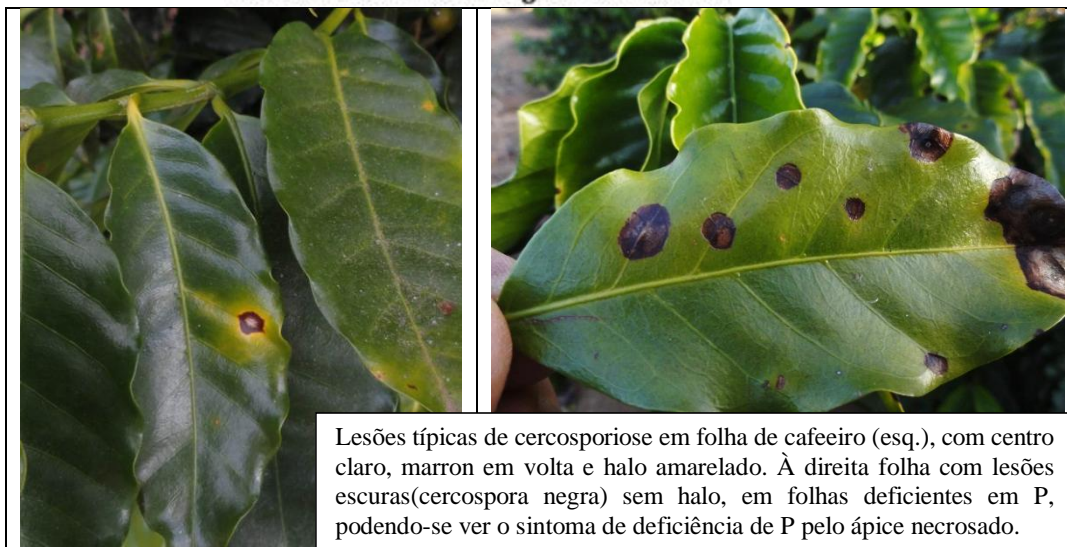 Lesões típicas de cercosporiose em folha de cafeeiro (esq.), com centro
claro, marron em volta e halo amarelado. À direita folha com lesões
escuras(cercospora negra) sem halo, em folhas deficientes em P,
podendo-se ver o sintoma de deficiência de P pelo ápice necrosado.